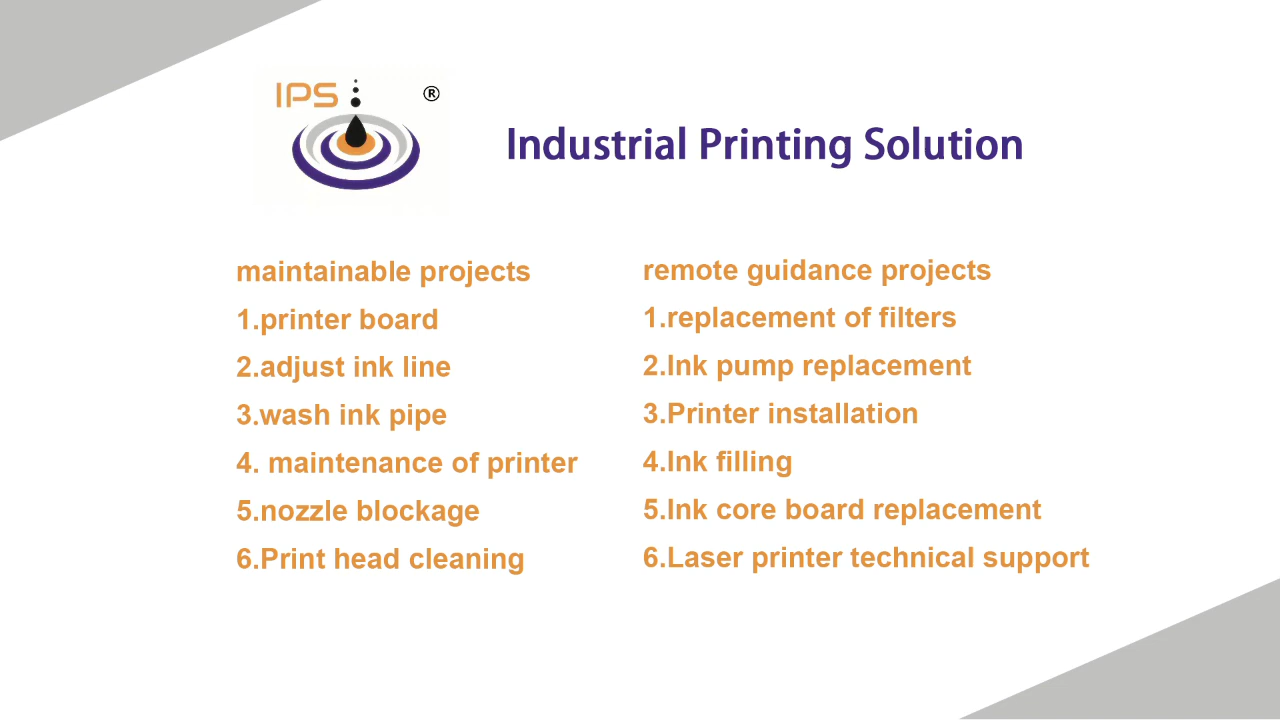 IPS
®
Industrial Printing Solution
maintainable projects
1.printer board
2.adjust ink line
3.wash ink pipe
4. maintenance of printer
5.nozzle blockage
6.Print head cleaning
remote guidance projects
1.replacement of filters
2.Ink pump replacement
3.Printer installation
4.Ink filling
5.Ink core board replacement
6.Laser printer technical support